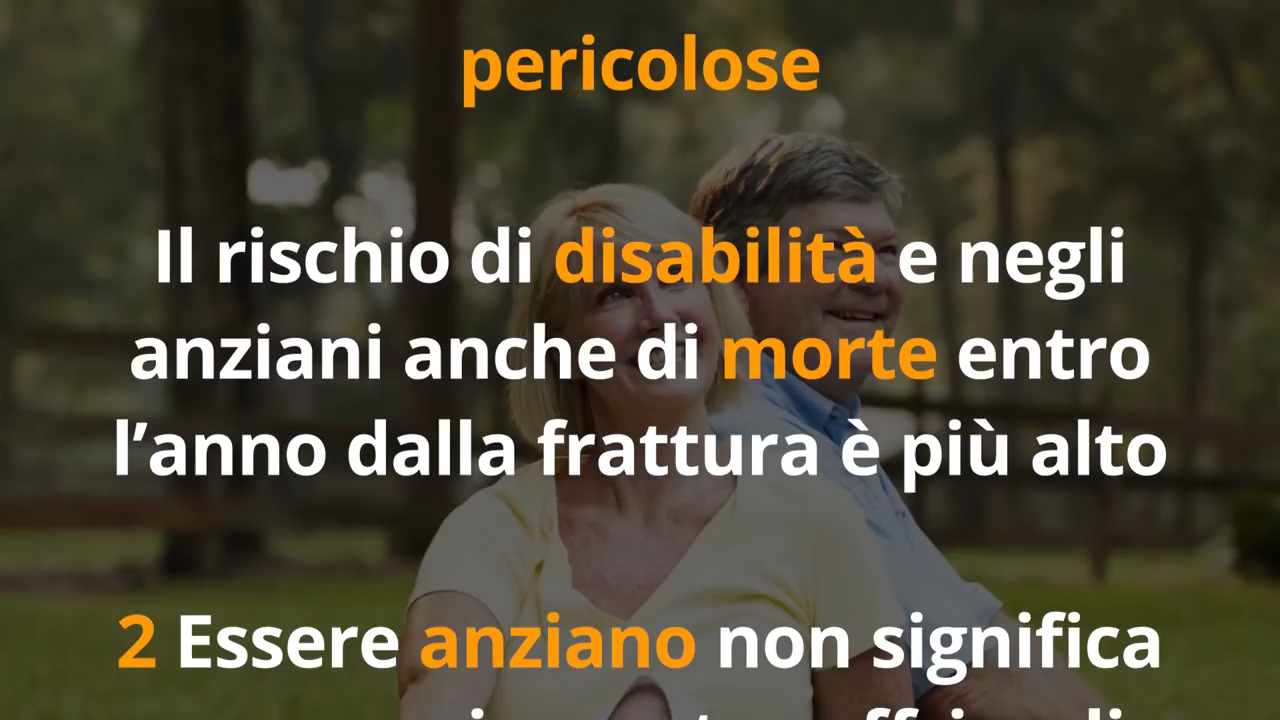 pericolose
Il rischio di disabilità e negli
anziani anche di morte entro
l’anno dalla frattura è più alto
2 Essere anziano non significa